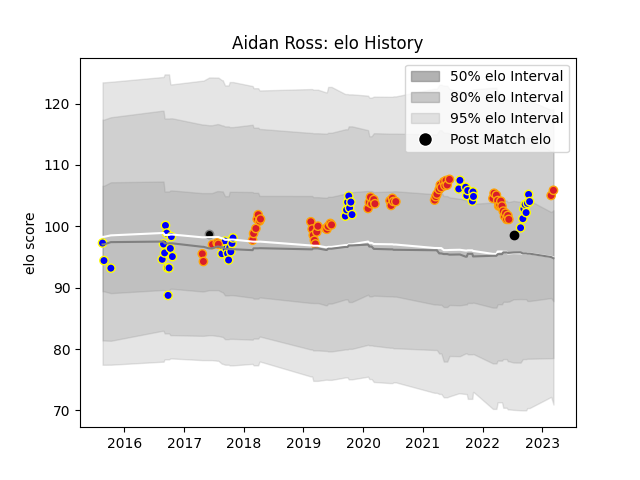 Aidan Ross: elo History
50% elo Interval
80% elo Interval
95% elo Interval
Post Match elo
elo score
120
110
100
90
80
70
2016 2017 2018 2019 2020 2021 2022 2023